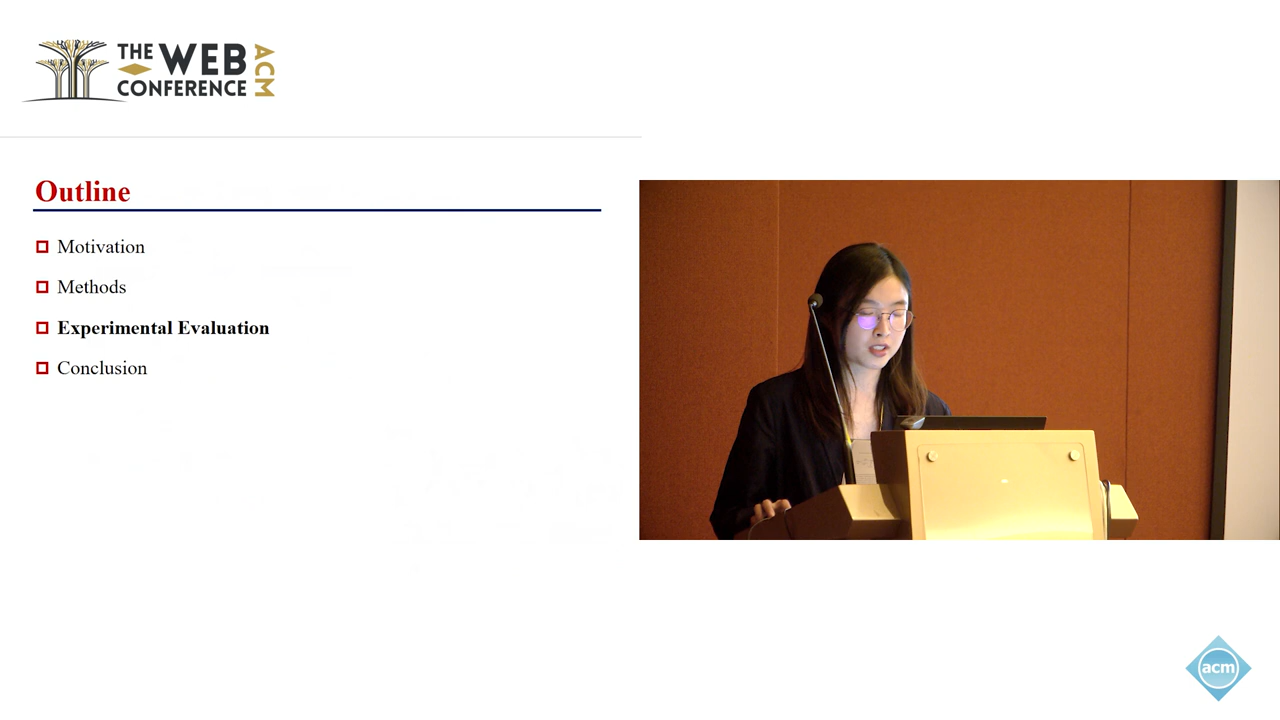 THE WEB
CONFERENCE
ACM
Outline
Motivation
Methods
Experimental Evaluation
Conclusion
acm